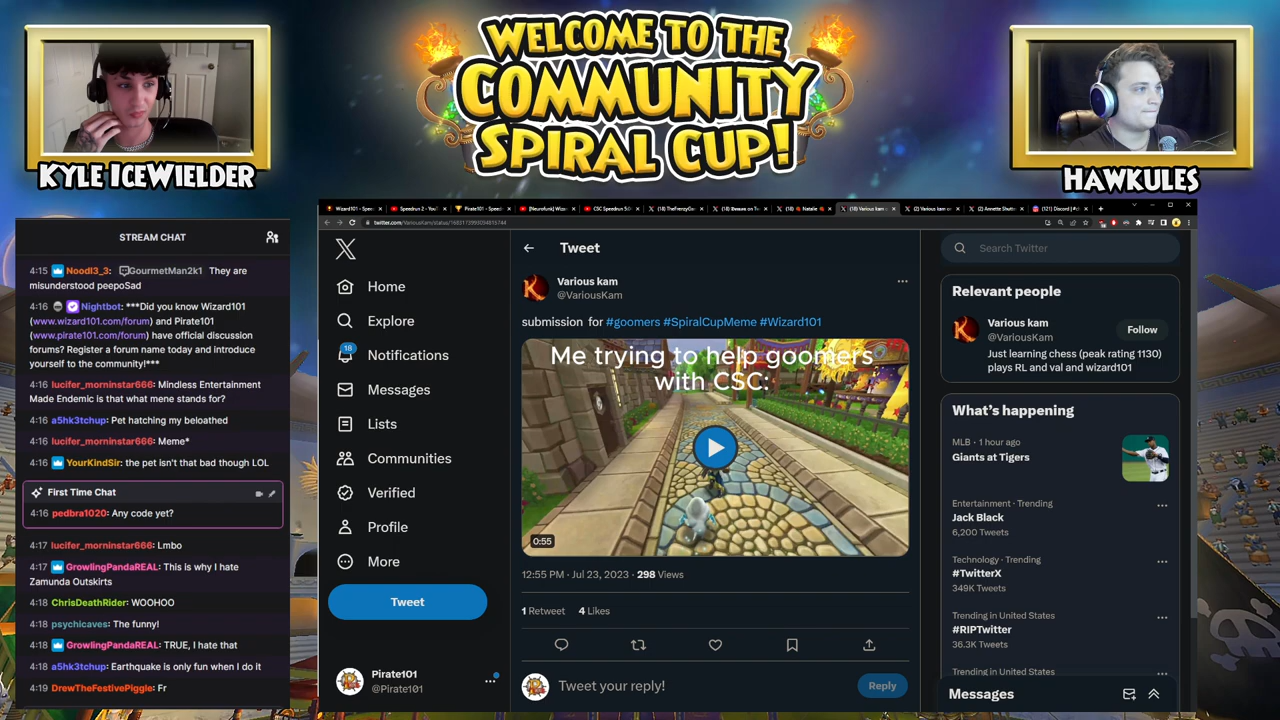 WELCOME TO THE
COMMUNITY
SPIRAL CUP!
KYLE ICEWIELDER
HAWKULES
STREAM CHAT
4:15 Noodl3_3: GourmetMan2k1 They are
misunderstood peepoSad
4:16 Nightbot: ***Did you know Wizard101
(www.wizard101.com/forum) and Pirate101
(www.pirate101.com/forum) have official discussion
forums? Register a forum name today and introduce
yourself to the community!***
4:16 lucifer_morninstar666: Mindless Entertainment
Made Endemic is that what mene stands for?
4:16 a5hk3tchup: Pet hatching my beloathed
4:16 lucifer_morninstar666: Meme*
4:16 YourKindSir: the pet isn't that bad though LOL
First Time Chat
4:16 pedbra1020: Any code yet?
4:17 lucifer_morninstar666: Lmbo
4:17 GrowlingPandaREAL: This is why I hate
Zamunda Outskirts
4:18 ChrisDeathRider: WOOHOO
4:18 psychicaves: The funny!
4:18 GrowlingPandaREAL: TRUE, I hate that
4:18 a5hk3tchup: Earthquake is only fun when I do it
4:19 DrewTheFestivePiggie: Fr
Home
Explore
18
Notifications
Messages
Lists
Communities
Verified
Profile
More
Tweet
Pirate101
@Pirate101
Tweet
Various kam
@VariousKam
submission for #goomers #SpiralCupMeme #Wizard101
Me trying to help goomers
with CSC:
0:55
12:55 PM · Jul 23, 2023 · 298 Views
1 Retweet 4 Likes
Tweet your reply!
Reply
Search Twitter
Relevant people
Various kam
@VariousKam
Follow
Just learning chess (peak rating 1130)
plays RL and val and wizard101
What's happening
MLB · 1 hour ago
Giants at Tigers
Entertainment · Trending
Jack Black
6,200 Tweets
Technology · Trending
#TwitterX
349K Tweets
Trending in United States
#RIPTwitter
36.3K Tweets
Trending in United States
Messages